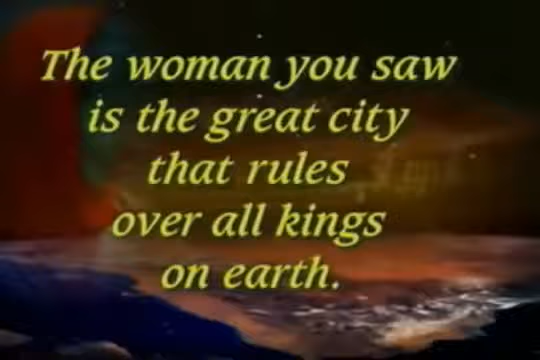 The woman you saw
is the great city
that rules
over all kings
on earth.